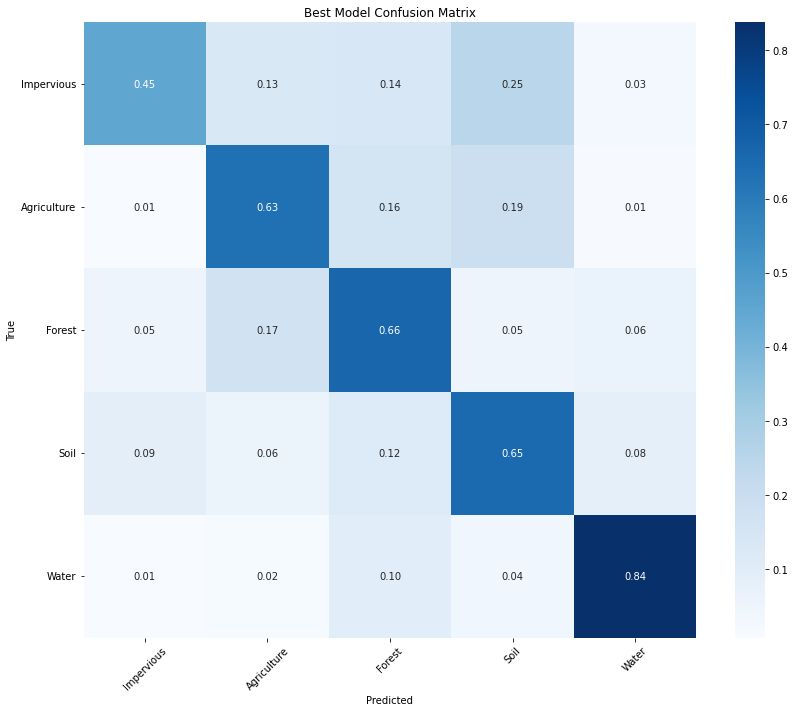 Best Model Confusion Matrix
Impervious 0.45 0.13 0.14 0.25 0.03
Agriculture 0.01 0.63 0.16 0.19 0.01
Forest 0.05 0.17 0.66 0.05 0.06
Soil 0.09 0.06 0.12 0.65 0.08
Water 0.01 0.02 0.10 0.04 0.84
True
Impervious Agriculture Forest Soil Water
Predicted
0.8
0.7
0.6
0.5
0.4
0.3
0.2
0.1